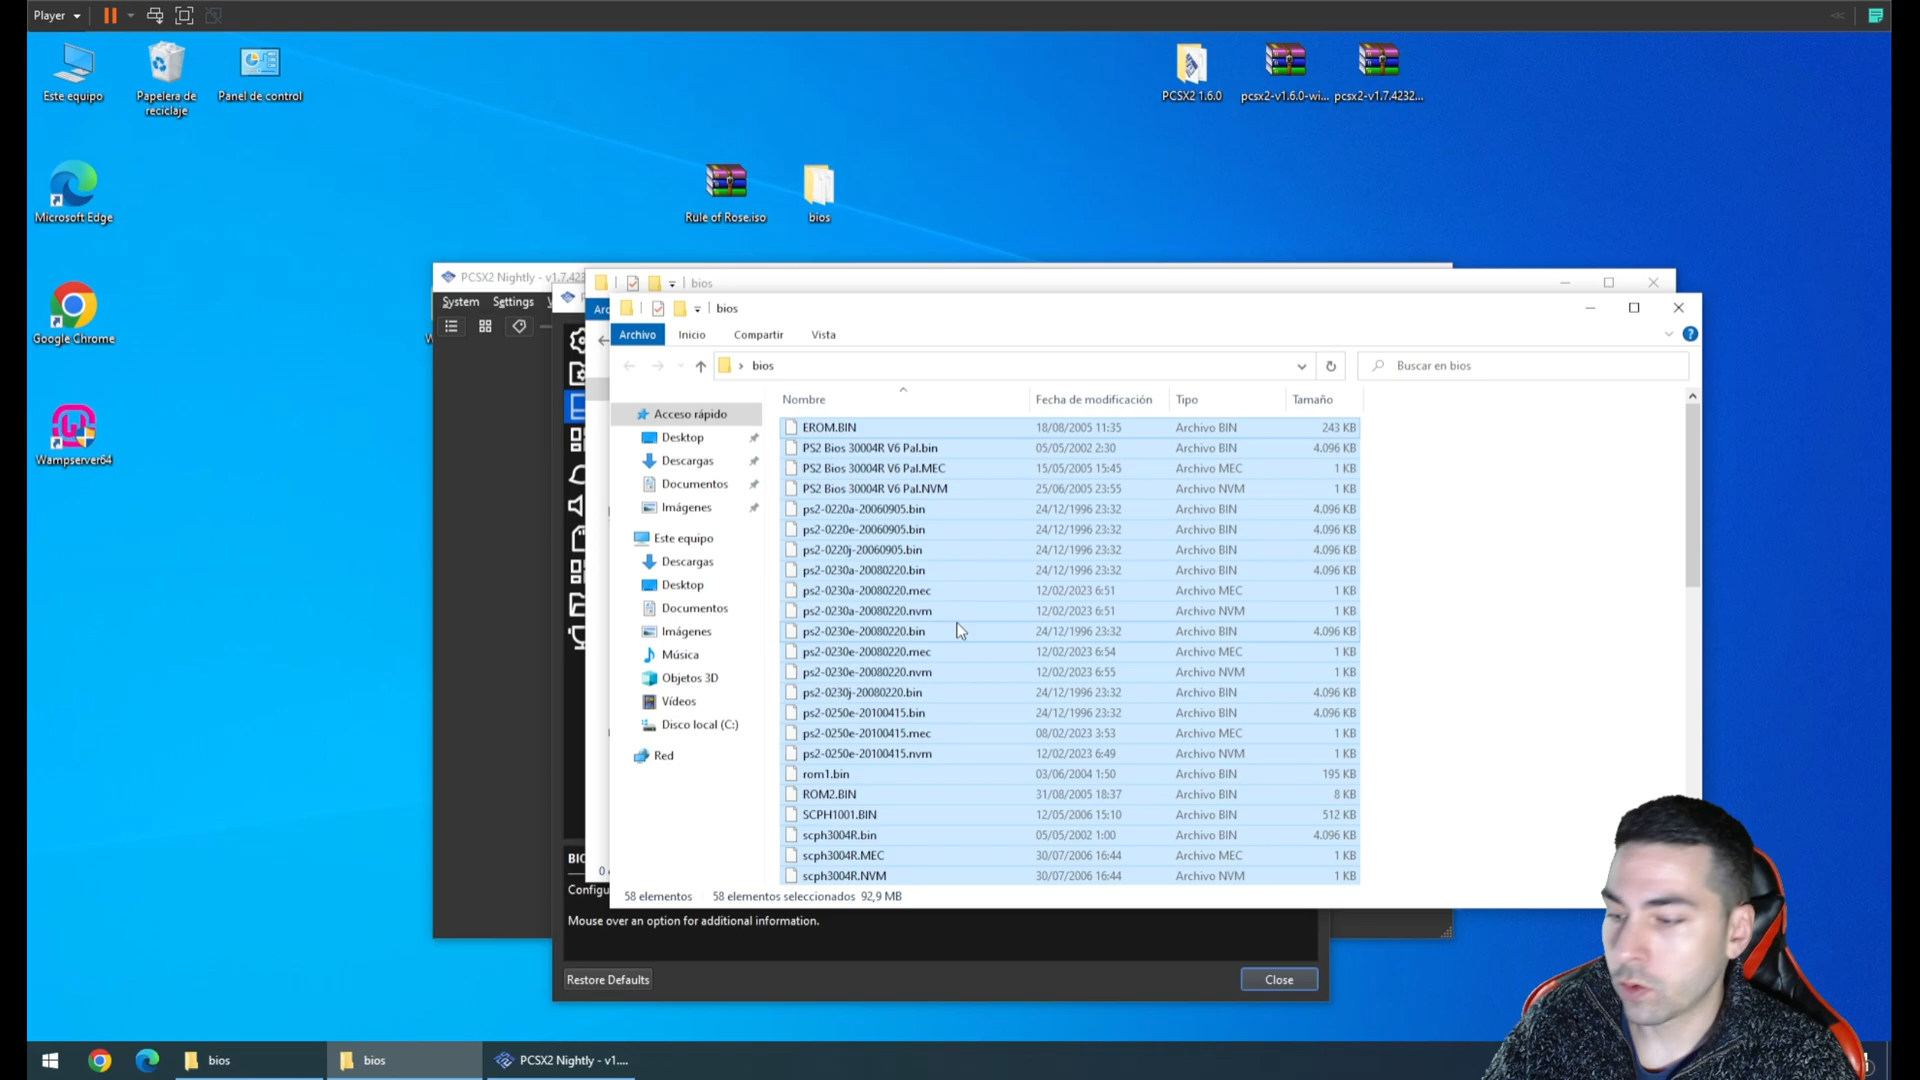 Player
Este equipo
Papelera de
reciclaje
Panel de control
PCSX2 1.6.0
pcsx2-v1.6.0-wi...
pcsx2-v1.7.4232...
Microsoft Edge
Rule of Rose.iso
bios
Google Chrome
Wampserver64
PCSX2 Nightly - v1.7.423
System
Settings
bios
bios
Archivo
Inicio
Compartir
Vista
bios
Buscar en bios
Acceso rápido
Desktop
Descargas
Documentos
Imágenes
Este equipo
Descargas
Desktop
Documentos
Imágenes
Música
Objetos 3D
Vídeos
Disco local (C:)
Red
Nombre Fecha de modificación Tipo Tamaño
EROM.BIN 18/08/2005 11:35 Archivo BIN 243 KB
PS2 Bios 30004R V6 Pal.bin 05/05/2002 2:30 Archivo BIN 4.096 KB
PS2 Bios 30004R V6 Pal.MEC 15/05/2005 15:45 Archivo MEC 1 KB
PS2 Bios 30004R V6 Pal.NVM 25/06/2005 23:55 Archivo NVM 1 KB
ps2-0220a-20060905.bin 24/12/1996 23:32 Archivo BIN 4.096 KB
ps2-0220e-20060905.bin 24/12/1996 23:32 Archivo BIN 4.096 KB
ps2-0220j-20060905.bin 24/12/1996 23:32 Archivo BIN 4.096 KB
ps2-0230a-20080220.bin 24/12/1996 23:32 Archivo BIN 4.096 KB
ps2-0230a-20080220.mec 12/02/2023 6:51 Archivo MEC 1 KB
ps2-0230a-20080220.nvm 12/02/2023 6:51 Archivo NVM 1 KB
ps2-0230e-20080220.bin 24/12/1996 23:32 Archivo BIN 4.096 KB
ps2-0230e-20080220.mec 12/02/2023 6:54 Archivo MEC 1 KB
ps2-0230e-20080220.nvm 12/02/2023 6:55 Archivo NVM 1 KB
ps2-0230j-20080220.bin 24/12/1996 23:32 Archivo BIN 4.096 KB
ps2-0250e-20100415.bin 24/12/1996 23:32 Archivo BIN 4.096 KB
ps2-0250e-20100415.mec 08/02/2023 3:53 Archivo MEC 1 KB
ps2-0250e-20100415.nvm 12/02/2023 6:49 Archivo NVM 1 KB
rom1.bin 03/06/2004 1:50 Archivo BIN 195 KB
ROM2.BIN 31/08/2005 18:37 Archivo BIN 8 KB
SCPH1001.BIN 12/05/2006 15:10 Archivo BIN 512 KB
scph3004R.bin 05/05/2002 1:00 Archivo BIN 4.096 KB
scph3004R.MEC 30/07/2006 16:44 Archivo MEC 1 KB
scph3004R.NVM 30/07/2006 16:44 Archivo NVM 1 KB
58 elementos 58 elementos seleccionados 92,9 MB
Mouse over an option for additional information.
Restore Defaults
Close
bios
bios
PCSX2 Nightly - v1....